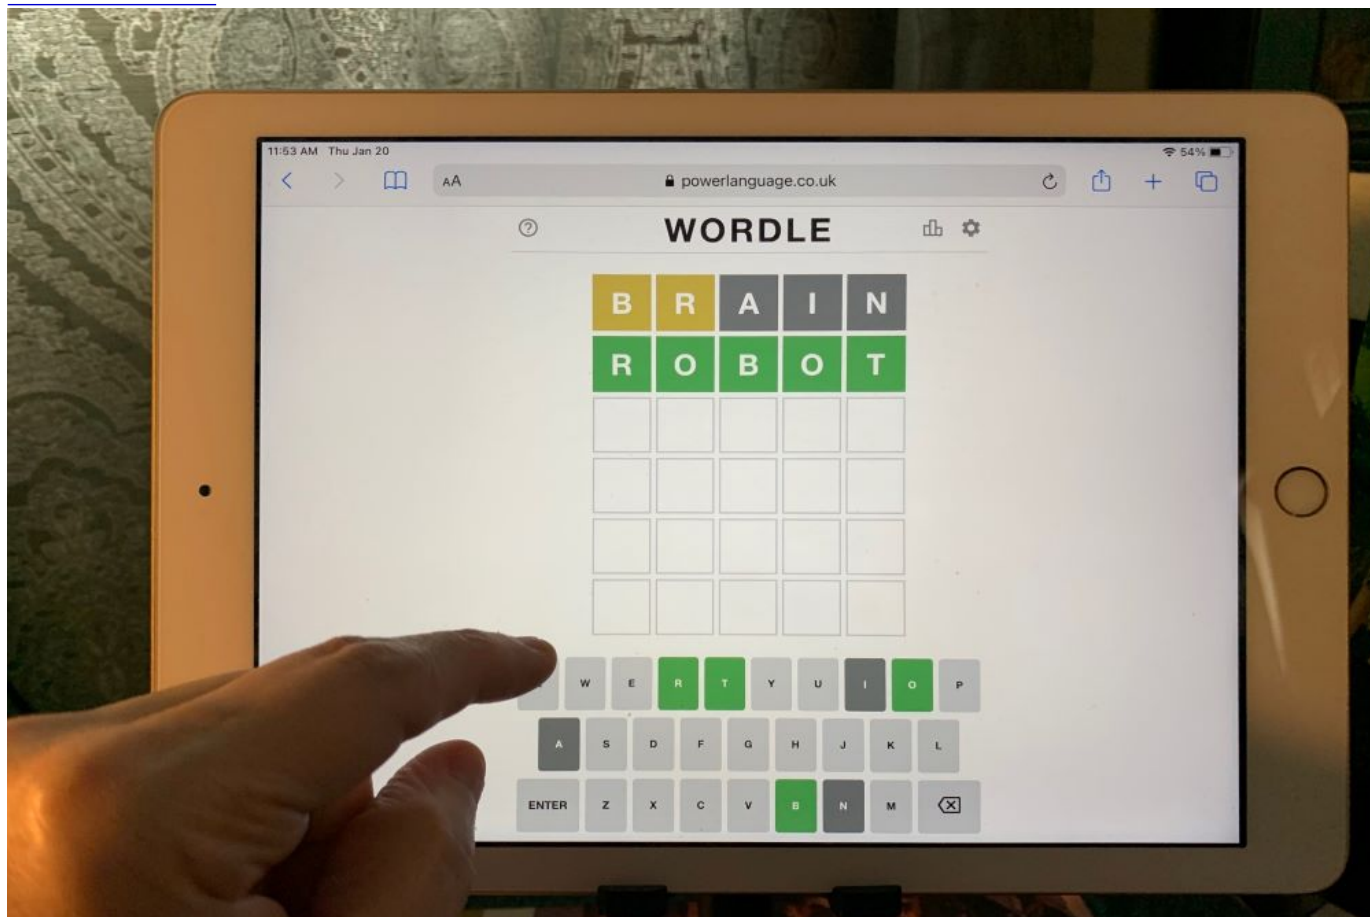 11:53 AM Thu Jan 20 54%
AA powerlanguage.co.uk
WORDLE
B R A I N
R O B O T
W E R T Y U I O P
A S D F G H J K L
ENTER Z X C V B N M